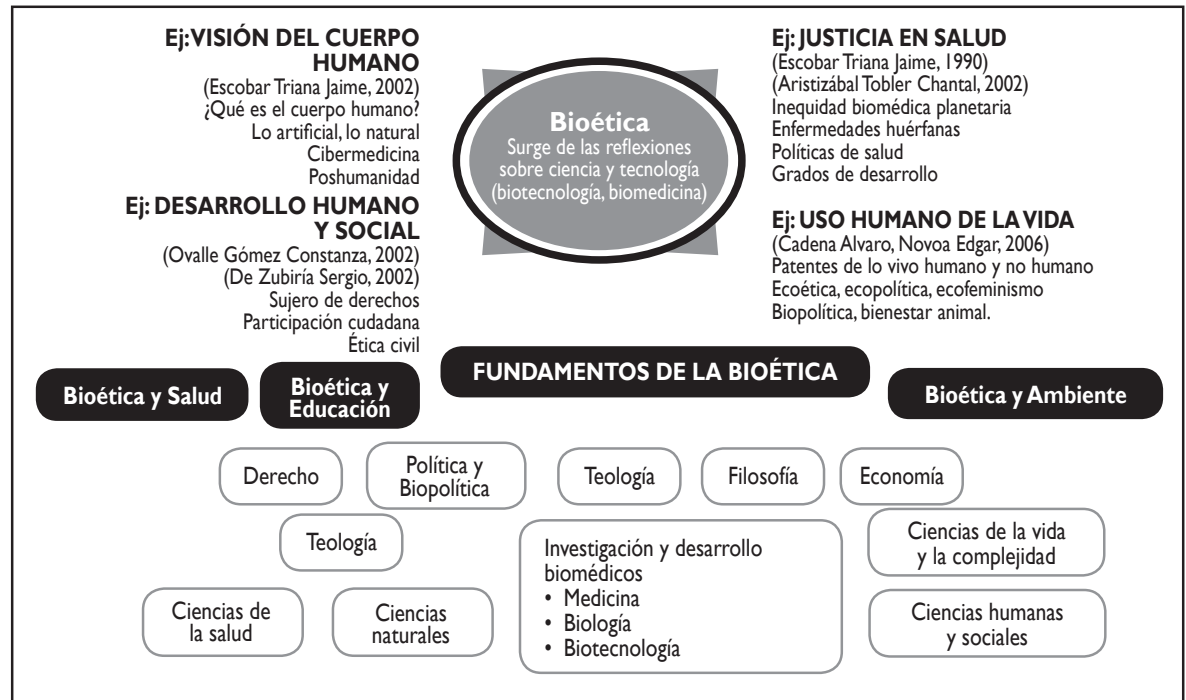 Ej: VISIÓN DEL CUERPO
HUMANO
(Escobar Triana Jaime, 2002)
¿Qué es el cuerpo humano?
Lo artificial, lo natural
Cibermedicina
Poshumanidad
Ej: DESARROLLO HUMANO
Y SOCIAL
(Ovalle Gómez Constanza, 2002)
(De Zubiría Sergio, 2002)
Sujero de derechos
Participación cudadana
Ética civil
Bioética
Surge de las reflexiones
sobre ciencia y tecnología
(biotecnología, biomedicina)
Ej: JUSTICIA EN SALUD
(Escobar Triana Jaime, 1990)
(Aristizábal Tobler Chantal, 2002)
Inequidad biomédica planetaria
Enfermedades huérfanas
Políticas de salud
Grados de desarrollo
Ej: USO HUMANO DE LA VIDA
(Cadena Alvaro, Novoa Edgar, 2006)
Patentes de lo vivo humano y no humano
Ecoética, ecopolítica, ecofeminismo
Biopolítica, bienestar animal.
Bioética y Salud
Bioética y
Educación
FUNDAMENTOS DE LA BIOÉTICA
Bioética y Ambiente
Derecho
Política y
Biopolítica
Teología
Filosofía
Economía
Teología
Investigación y desarrollo
biomédicos
• Medicina
• Biología
• Biotecnología
Ciencias de la vida
y la complejidad
Ciencias de
la salud
Ciencias
naturales
Ciencias humanas
y sociales